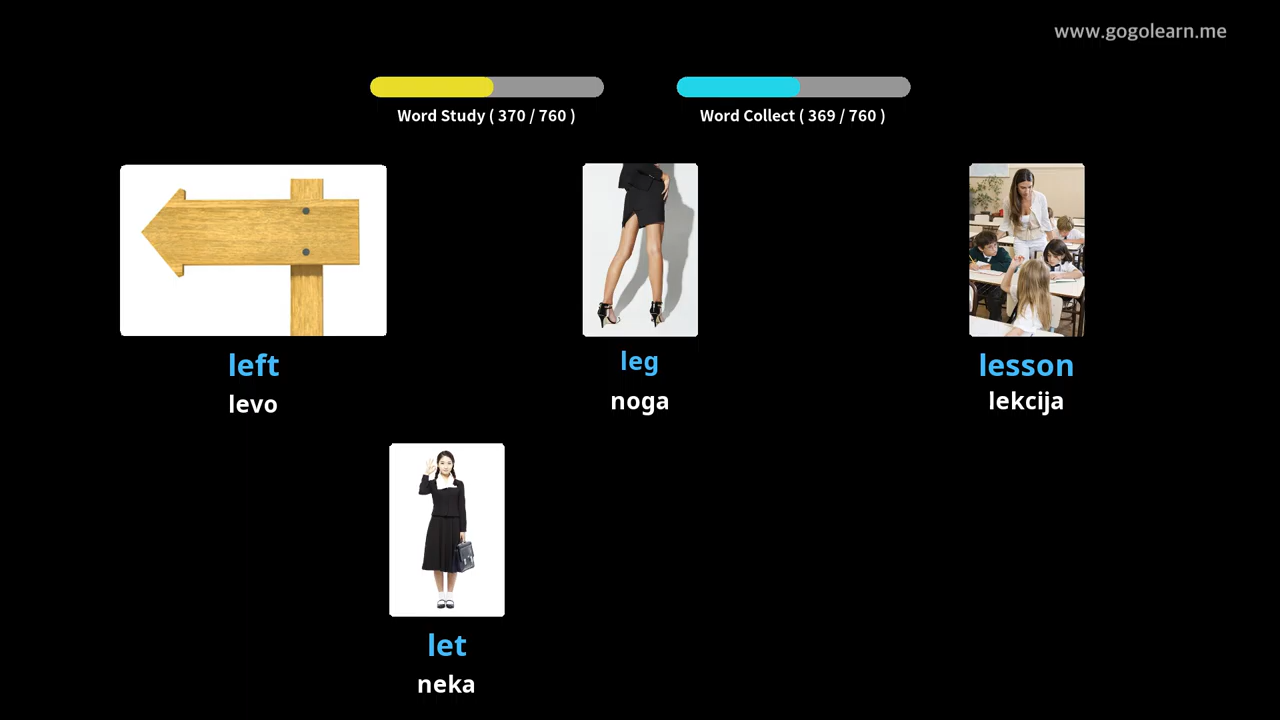 www.gogolearn.me
Word Study ( 370 / 760 )
Word Collect ( 369 / 760 )
left
levo
leg
noga
lesson
lekcija
let
neka